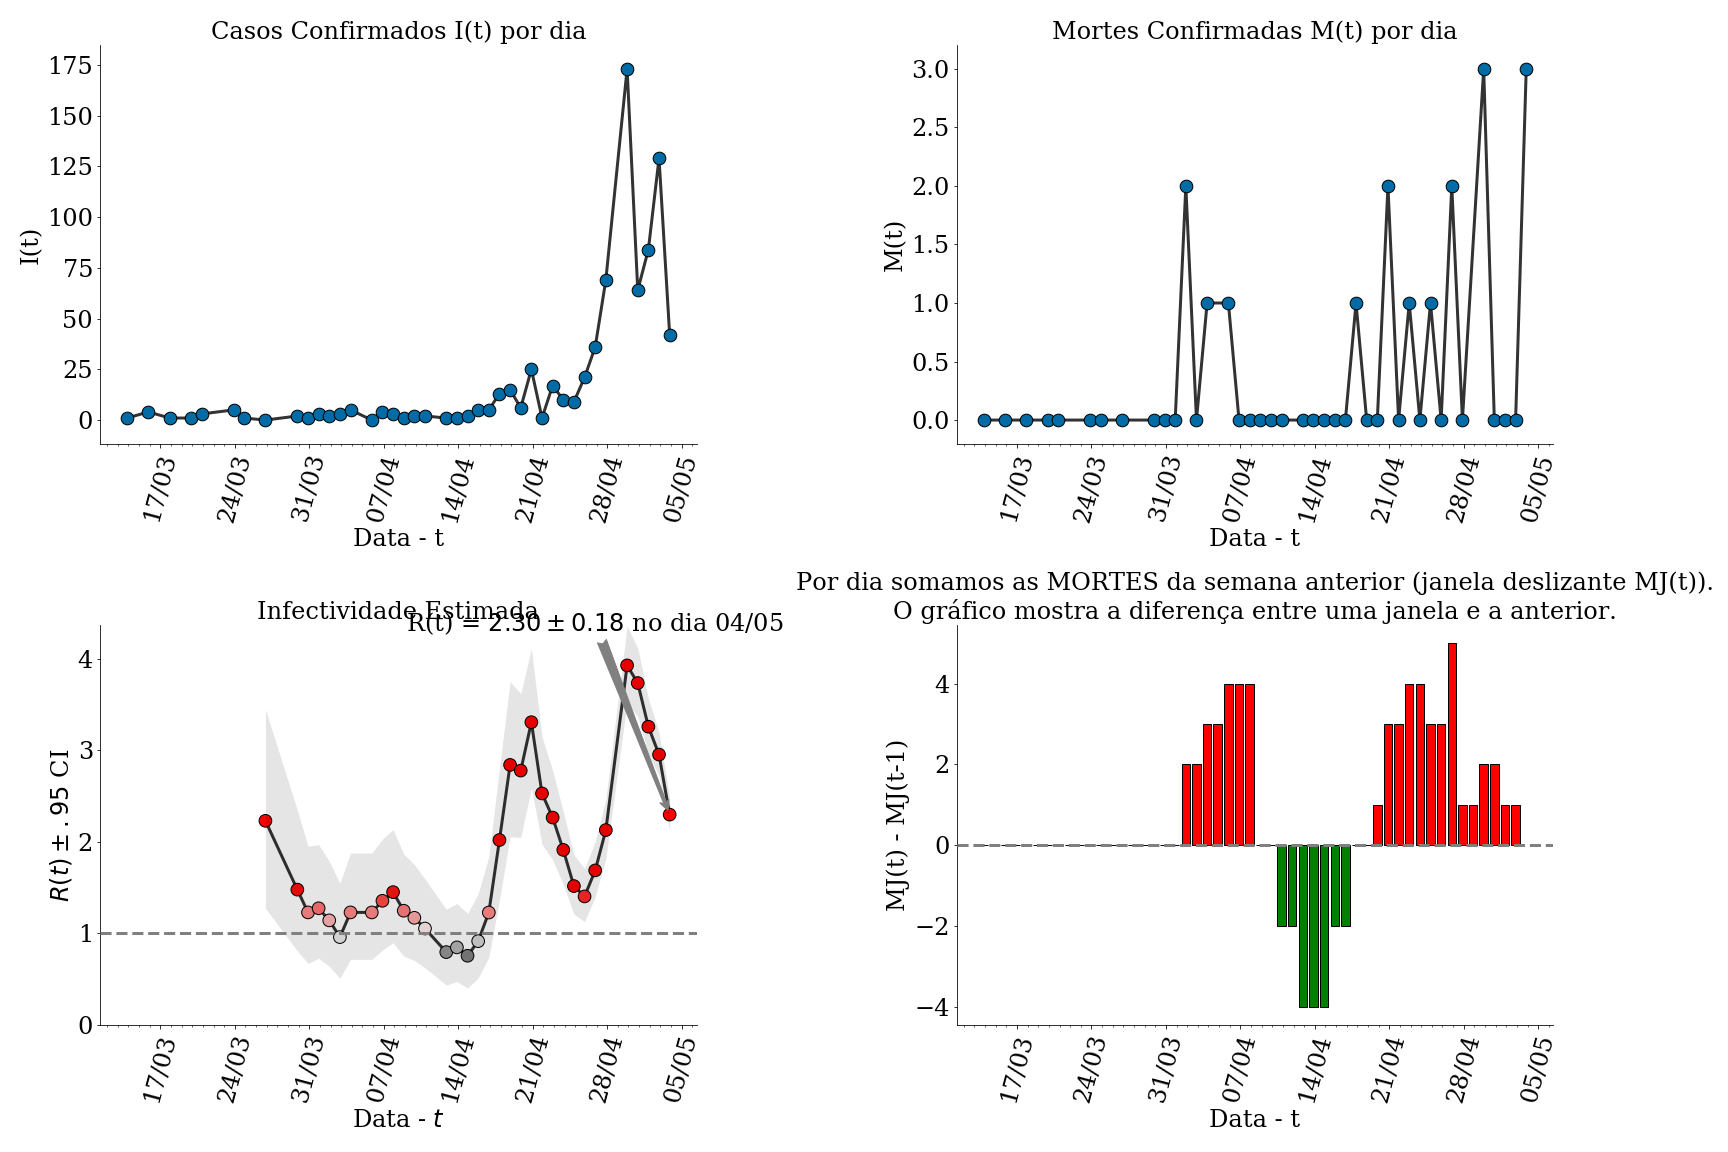 Casos Confirmados I(t) por dia
175
150
125
100
75
50
25
0
I(t)
17/03 24/03 31/03 07/04 14/04 21/04 28/04 05/05
Data - t
Mortes Confirmadas M(t) por dia
3.0
2.5
2.0
1.5
1.0
0.5
0.0
M(t)
17/03 24/03 31/03 07/04 14/04 21/04 28/04 05/05
Data - t
Infectividade Estimada
R(t) = 2.30 ± 0.18 no dia 04/05
4
3
2
1
0
R(t) ± .95 CI
17/03 24/03 31/03 07/04 14/04 21/04 28/04 05/05
Data - t
Por dia somamos as MORTES da semana anterior (janela deslizante MJ(t)).
O gráfico mostra a diferença entre uma janela e a anterior.
4
2
0
−2
−4
MJ(t) - MJ(t-1)
17/03 24/03 31/03 07/04 14/04 21/04 28/04 05/05
Data - t